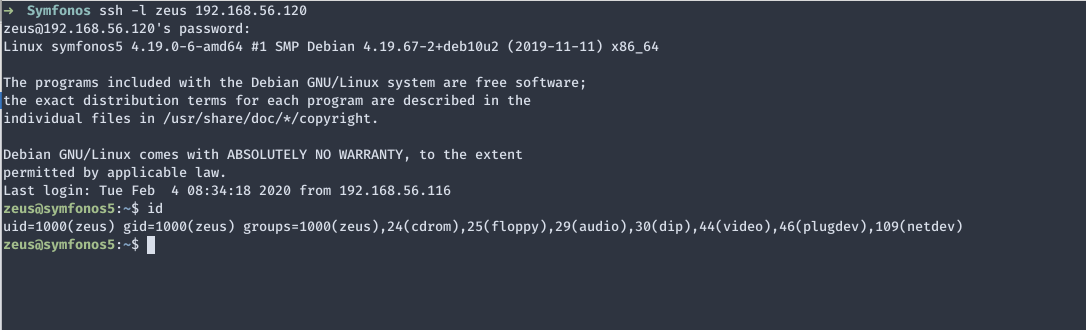 → Symfonos ssh -l zeus 192.168.56.120
zeus@192.168.56.120's password:
Linux symfonos5 4.19.0-6-amd64 #1 SMP Debian 4.19.67-2+deb10u2 (2019-11-11) x86_64
The programs included with the Debian GNU/Linux system are free software;
the exact distribution terms for each program are described in the
individual files in /usr/share/doc/*/copyright.
Debian GNU/Linux comes with ABSOLUTELY NO WARRANTY, to the extent
permitted by applicable law.
Last login: Tue Feb  4 08:34:18 2020 from 192.168.56.116
zeus@symfonos5:~$ id
uid=1000(zeus) gid=1000(zeus) groups=1000(zeus),24(cdrom),25(floppy),29(audio),30(dip),44(video),46(plugdev),109(netdev)
zeus@symfonos5:~$